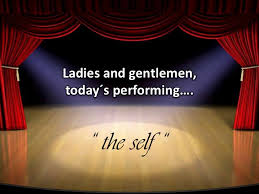 Ladies and gentlemen,
today´s performing....
“ the self “